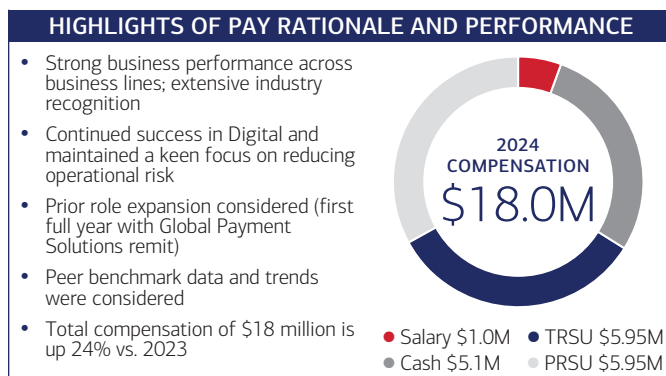 HIGHLIGHTS OF PAY RATIONALE AND PERFORMANCE
• Strong business performance across
business lines; extensive industry
recognition
• Continued success in Digital and
maintained a keen focus on reducing
operational risk
• Prior role expansion considered (first
full year with Global Payment
Solutions remit)
• Peer benchmark data and trends
were considered
• Total compensation of $18 million is
up 24% vs. 2023
2024
COMPENSATION
$18.0M
• Salary $1.0M • TRSU $5.95M
• Cash $5.1M • PRSU $5.95M